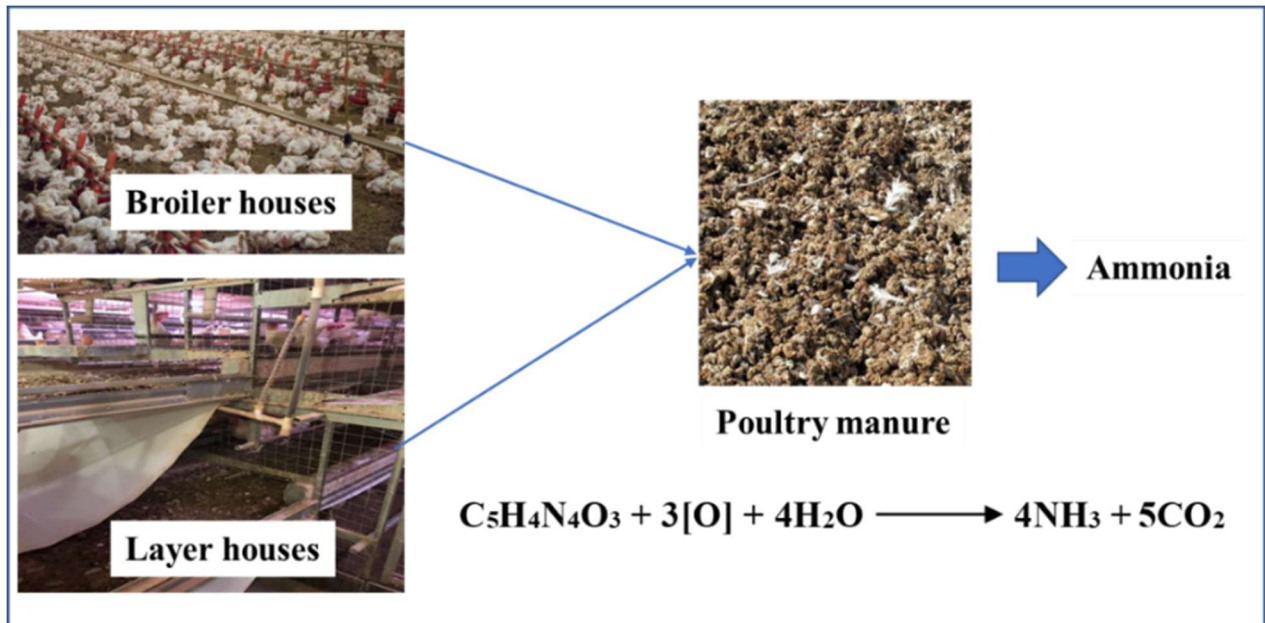 Broiler houses
Layer houses
Poultry manure
Ammonia
C₅H₄N₄O₃ + 3[O] + 4H₂O ⟶ 4NH₃ + 5CO₂